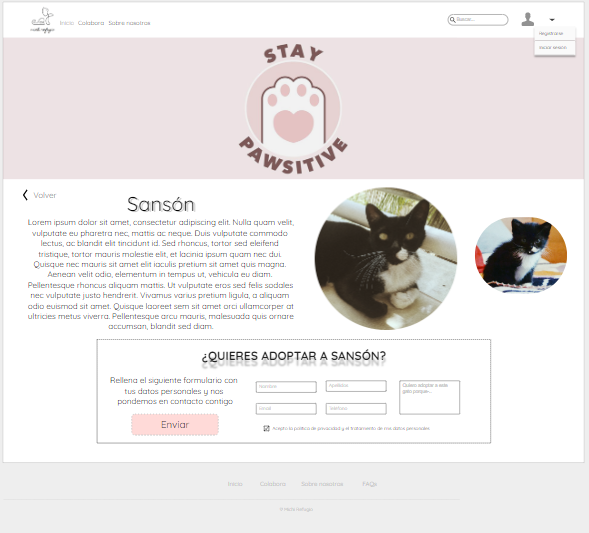 Inicio Colabora Sobre nosotros
Buscar...
Registrarse
Iniciar sesión
STAY
PAWSITIVE
Volver
Sansón
Lorem ipsum dolor sit amet, consectetur adipiscing elit. Nulla quam velit,
vulputate eu pharetra nec, mattis ac neque. Duis vulputate commodo
lectus, ac blandit elit tincidunt id. Sed rhoncus, tortor sed eleifend
tristique, tortor mauris molestie elit, et lacinia ipsum quam nec dui.
Quisque nec mauris sit amet elit iaculis pretium sit amet quis magna.
Aenean velit odio, elementum in tempus ut, vehicula eu diam.
Pellentesque rhoncus aliquam mattis. Ut vulputate eros sed felis sodales
nec vulputate justo hendrerit. Vivamus varius pretium ligula, a aliquam
odio euismod sit amet. Quisque laoreet sem sit amet orci ullamcorper at
ultricies metus viverra. Pellentesque arcu mauris, malesuada quis ornare
accumsan, blandit sed diam.
¿QUIERES ADOPTAR A SANSÓN?
Rellena el siguiente formulario con
tus datos personales y nos
pondremos en contacto contigo
Enviar
Nombre
Apellidos
Email
Teléfono
Quiero adoptar a este
gato porque...
Acepto la política de privacidad y el tratamiento de mis datos personales
Inicio Colabora Sobre nosotros FAQs